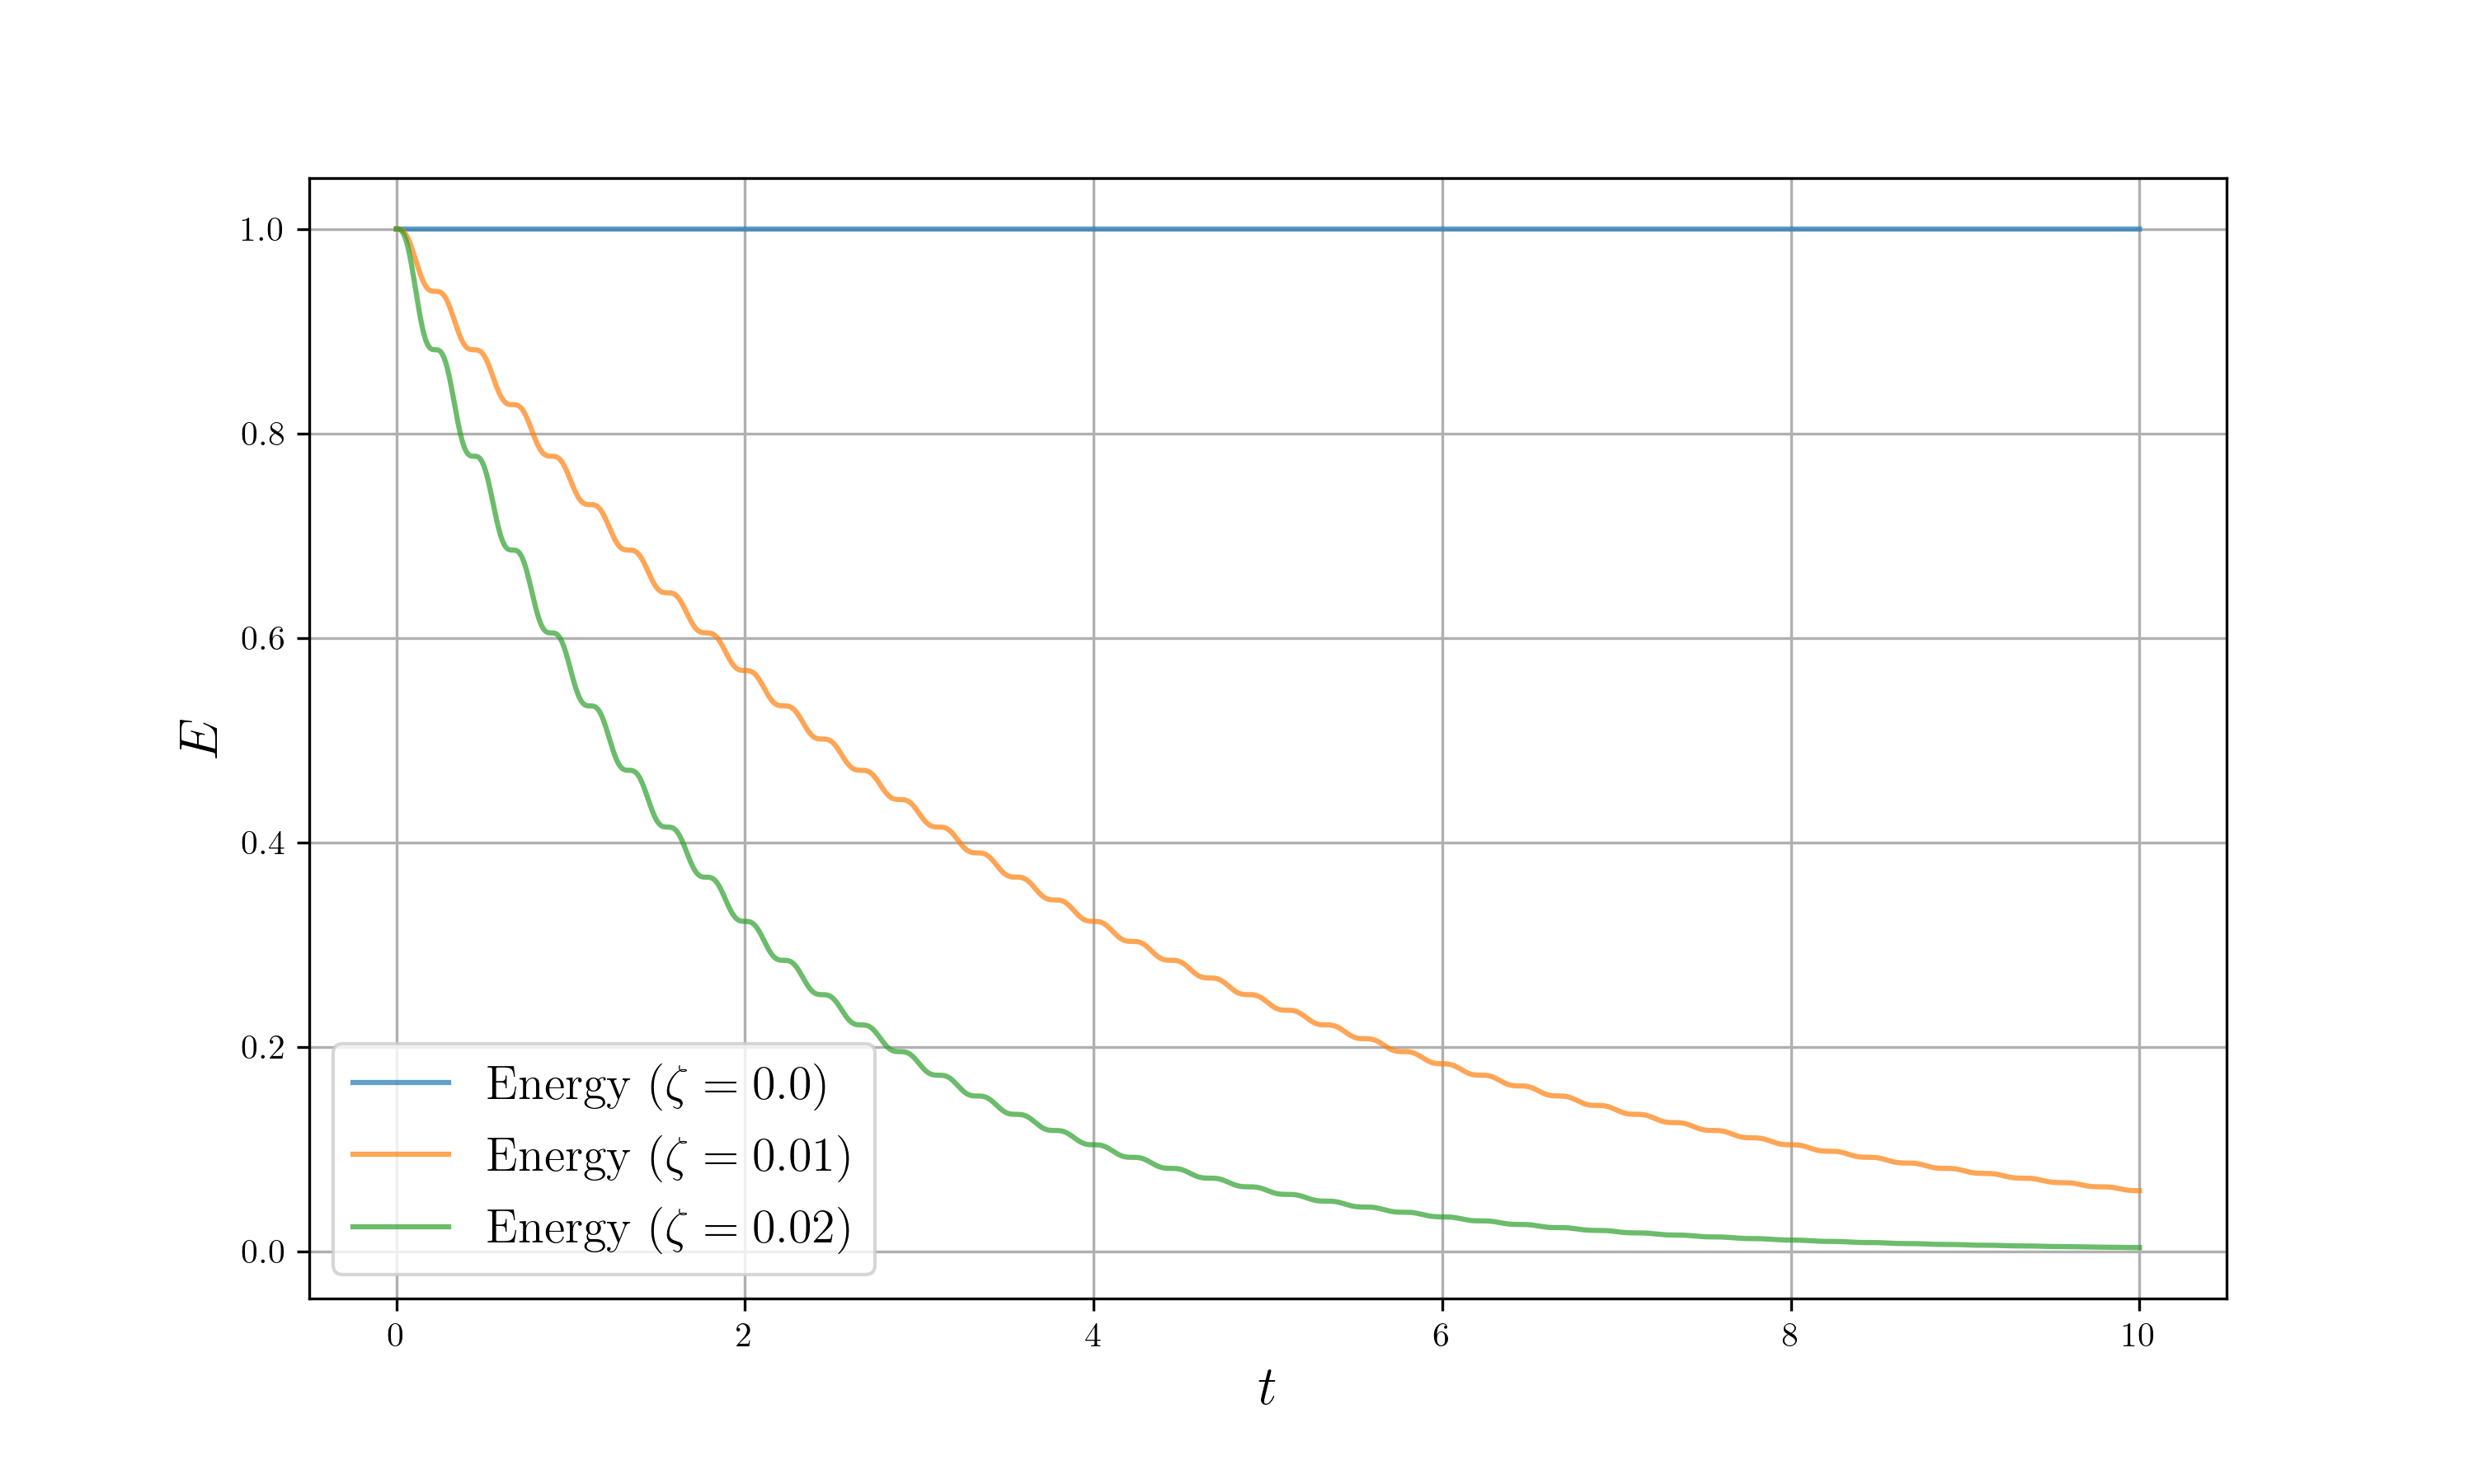 1.0
0.8
0.6
0.4
0.2
0.0
E
Energy (ζ = 0.0)
Energy (ζ = 0.01)
Energy (ζ = 0.02)
0 2 4 6 8 10
t